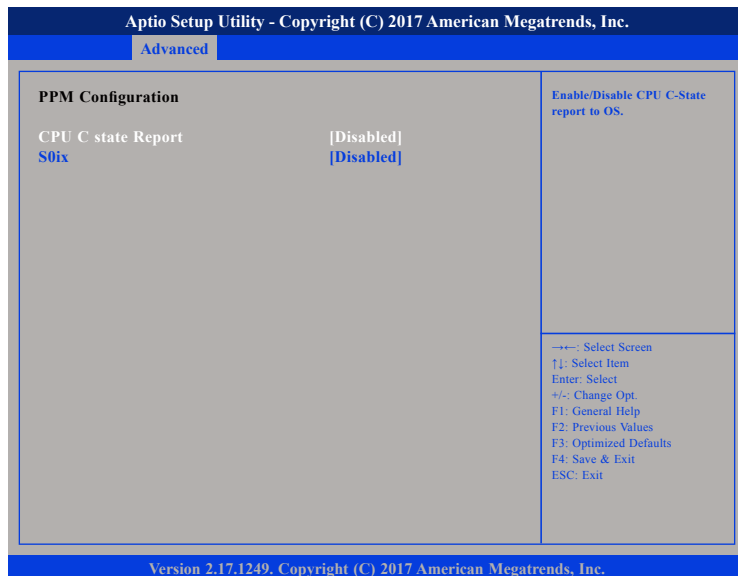 Aptio Setup Utility - Copyright (C) 2017 American Megatrends, Inc.
Advanced
PPM Configuration
CPU C state Report [Disabled]
S0ix [Disabled]
Enable/Disable CPU C-State
report to OS.
→←: Select Screen
↑↓: Select Item
Enter: Select
+/-: Change Opt.
F1: General Help
F2: Previous Values
F3: Optimized Defaults
F4: Save & Exit
ESC: Exit
Version 2.17.1249. Copyright (C) 2017 American Megatrends, Inc.